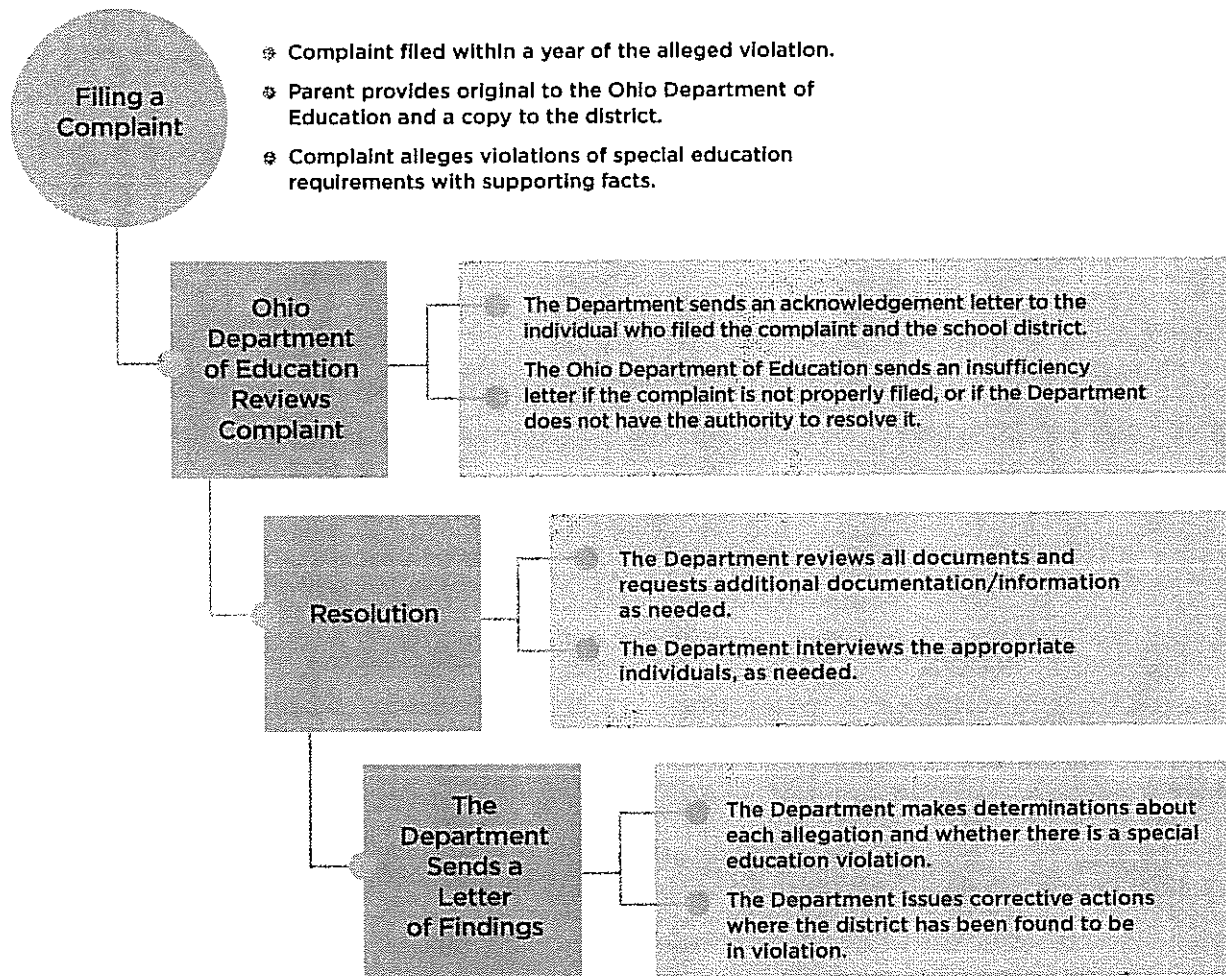 Filing a
Complaint
Complaint filed within a year of the alleged violation.
Parent provides original to the Ohio Department of
Education and a copy to the district.
Complaint alleges violations of special education
requirements with supporting facts.
Ohio
Department
of Education
Reviews
Complaint
The Department sends an acknowledgement letter to the
individual who filed the complaint and the school district.
The Ohio Department of Education sends an insufficiency
letter if the complaint is not properly filed, or if the Department
does not have the authority to resolve it.
Resolution
The Department reviews all documents and
requests additional documentation/information
as needed.
The Department interviews the appropriate
individuals, as needed.
The
Department
Sends a
Letter
of Findings
The Department makes determinations about
each allegation and whether there is a special
education violation.
The Department issues corrective actions
where the district has been found to be
in violation.